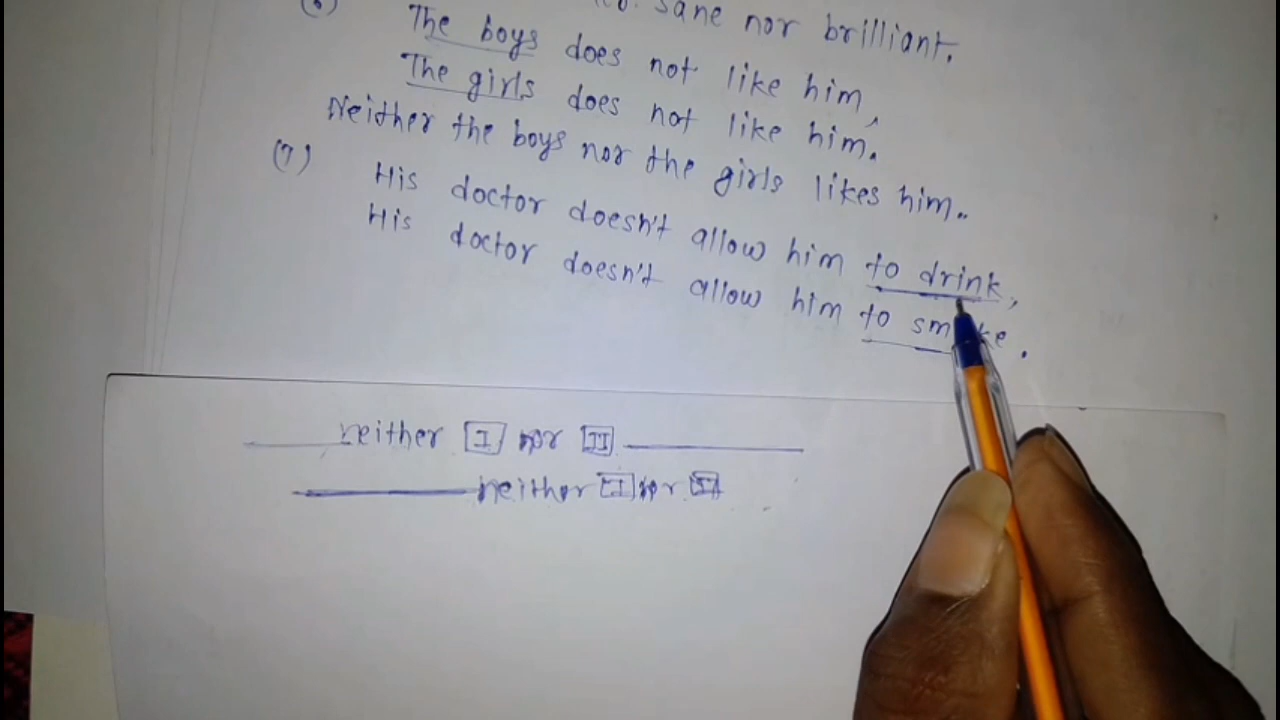 sane nor brilliant.
(6) The boys does not like him,
The girls does not like him.
Neither the boys nor the girls likes him..
(7) His doctor doesn't allow him to drink,
His doctor doesn't allow him to smoke.
neither I nor II
neither I nor II